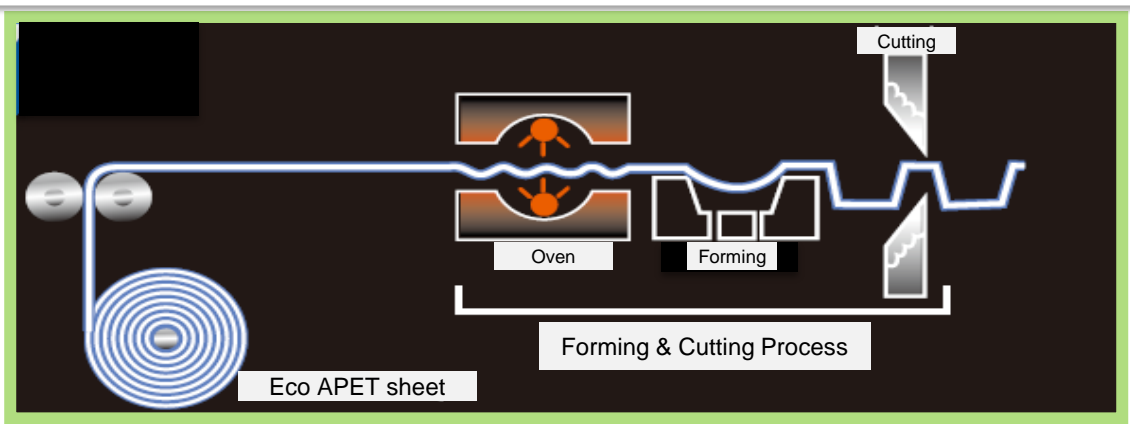 Cutting
Oven
Forming
Forming & Cutting Process
Eco APET sheet